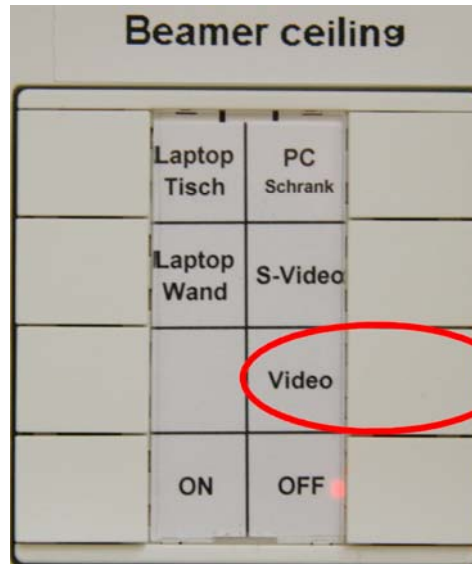 Beamer ceiling
Laptop
Tisch
PC
Schrank
Laptop
Wand
S-Video
Video
ON
OFF